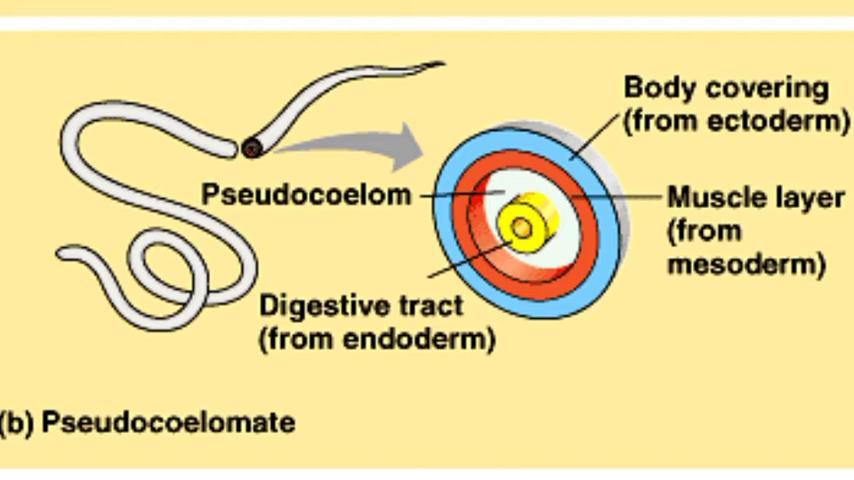 Body covering
(from ectoderm)
Pseudocoelom
Muscle layer
(from
mesoderm)
Digestive tract
(from endoderm)
(b) Pseudocoelomate